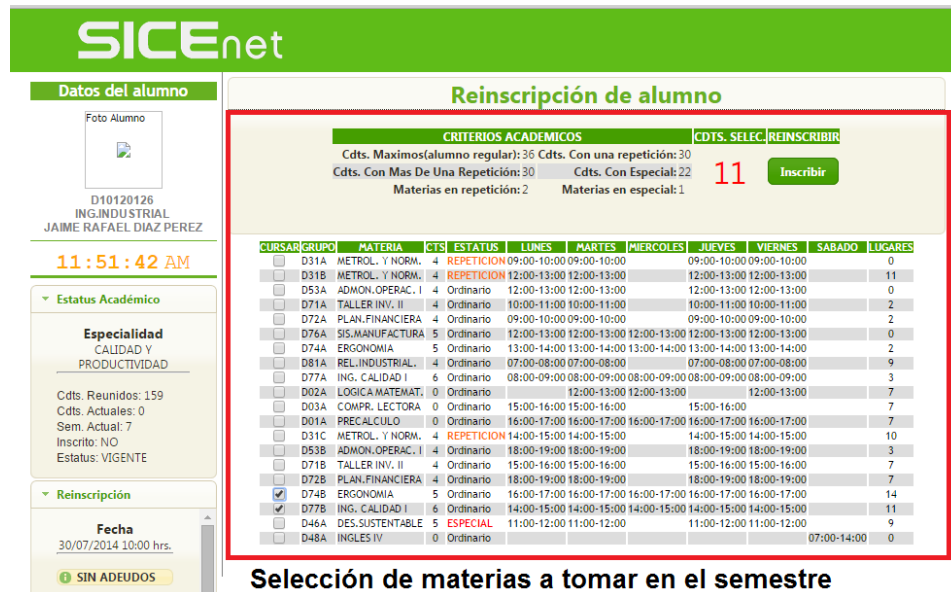 SICEnet
Datos del alumno
Foto Alumno
D10120126
ING.INDUSTRIAL
JAIME RAFAEL DIAZ PEREZ
11:51:42 AM
Estatus Académico
Especialidad
CALIDAD Y
PRODUCTIVIDAD
Cdts. Reunidos: 159
Cdts. Actuales: 0
Sem. Actual: 7
Inscrito: NO
Estatus: VIGENTE
Reinscripción
Fecha
30/07/2014 10:00 hrs.
SIN ADEUDOS
Reinscripción de alumno
CRITERIOS ACADEMICOS CDTS. SELEC. REINSCRIBIR
Cdts. Maximos(alumno regular): 36 Cdts. Con una repetición: 30
Cdts. Con Mas De Una Repetición: 30 Cdts. Con Especial: 22
Materias en repetición: 2 Materias en especial: 1
11 Inscribir
CURSAR GRUPO MATERIA CTS ESTATUS LUNES MARTES MIERCOLES JUEVES VIERNES SABADO LUGARES
D31A METROL. Y NORM. 4 REPETICION 09:00-10:00 09:00-10:00 09:00-10:00 09:00-10:00 0
D31B METROL. Y NORM. 4 REPETICION 12:00-13:00 12:00-13:00 12:00-13:00 12:00-13:00 11
D53A ADMON.OPERAC. I 4 Ordinario 12:00-13:00 12:00-13:00 12:00-13:00 12:00-13:00 0
D71A TALLER INV. II 4 Ordinario 10:00-11:00 10:00-11:00 10:00-11:00 10:00-11:00 2
D72A PLAN.FINANCIERA 4 Ordinario 09:00-10:00 09:00-10:00 09:00-10:00 09:00-10:00 2
D76A SIS.MANUFACTURA 5 Ordinario 12:00-13:00 12:00-13:00 12:00-13:00 12:00-13:00 12:00-13:00 0
D74A ERGONOMIA 5 Ordinario 13:00-14:00 13:00-14:00 13:00-14:00 13:00-14:00 13:00-14:00 2
D81A REL.INDUSTRIAL. 4 Ordinario 07:00-08:00 07:00-08:00 07:00-08:00 07:00-08:00 9
D77A ING. CALIDAD I 6 Ordinario 08:00-09:00 08:00-09:00 08:00-09:00 08:00-09:00 08:00-09:00 3
D02A LOGICA MATEMAT. 0 Ordinario 12:00-13:00 12:00-13:00 12:00-13:00 7
D03A COMPR. LECTORA 0 Ordinario 15:00-16:00 15:00-16:00 15:00-16:00 7
D01A PRECALCULO 0 Ordinario 16:00-17:00 16:00-17:00 16:00-17:00 16:00-17:00 16:00-17:00 7
D31C METROL. Y NORM. 4 REPETICION 14:00-15:00 14:00-15:00 14:00-15:00 14:00-15:00 10
D53B ADMON.OPERAC. I 4 Ordinario 18:00-19:00 18:00-19:00 18:00-19:00 18:00-19:00 3
D71B TALLER INV. II 4 Ordinario 15:00-16:00 15:00-16:00 15:00-16:00 15:00-16:00 7
D72B PLAN.FINANCIERA 4 Ordinario 18:00-19:00 18:00-19:00 18:00-19:00 18:00-19:00 7
D74B ERGONOMIA 5 Ordinario 16:00-17:00 16:00-17:00 16:00-17:00 16:00-17:00 16:00-17:00 14
D77B ING. CALIDAD I 6 Ordinario 14:00-15:00 14:00-15:00 14:00-15:00 14:00-15:00 14:00-15:00 11
D46A DES.SUSTENTABLE 5 ESPECIAL 11:00-12:00 11:00-12:00 11:00-12:00 11:00-12:00 9
D48A INGLES IV 0 Ordinario 07:00-14:00 0
Selección de materias a tomar en el semestre